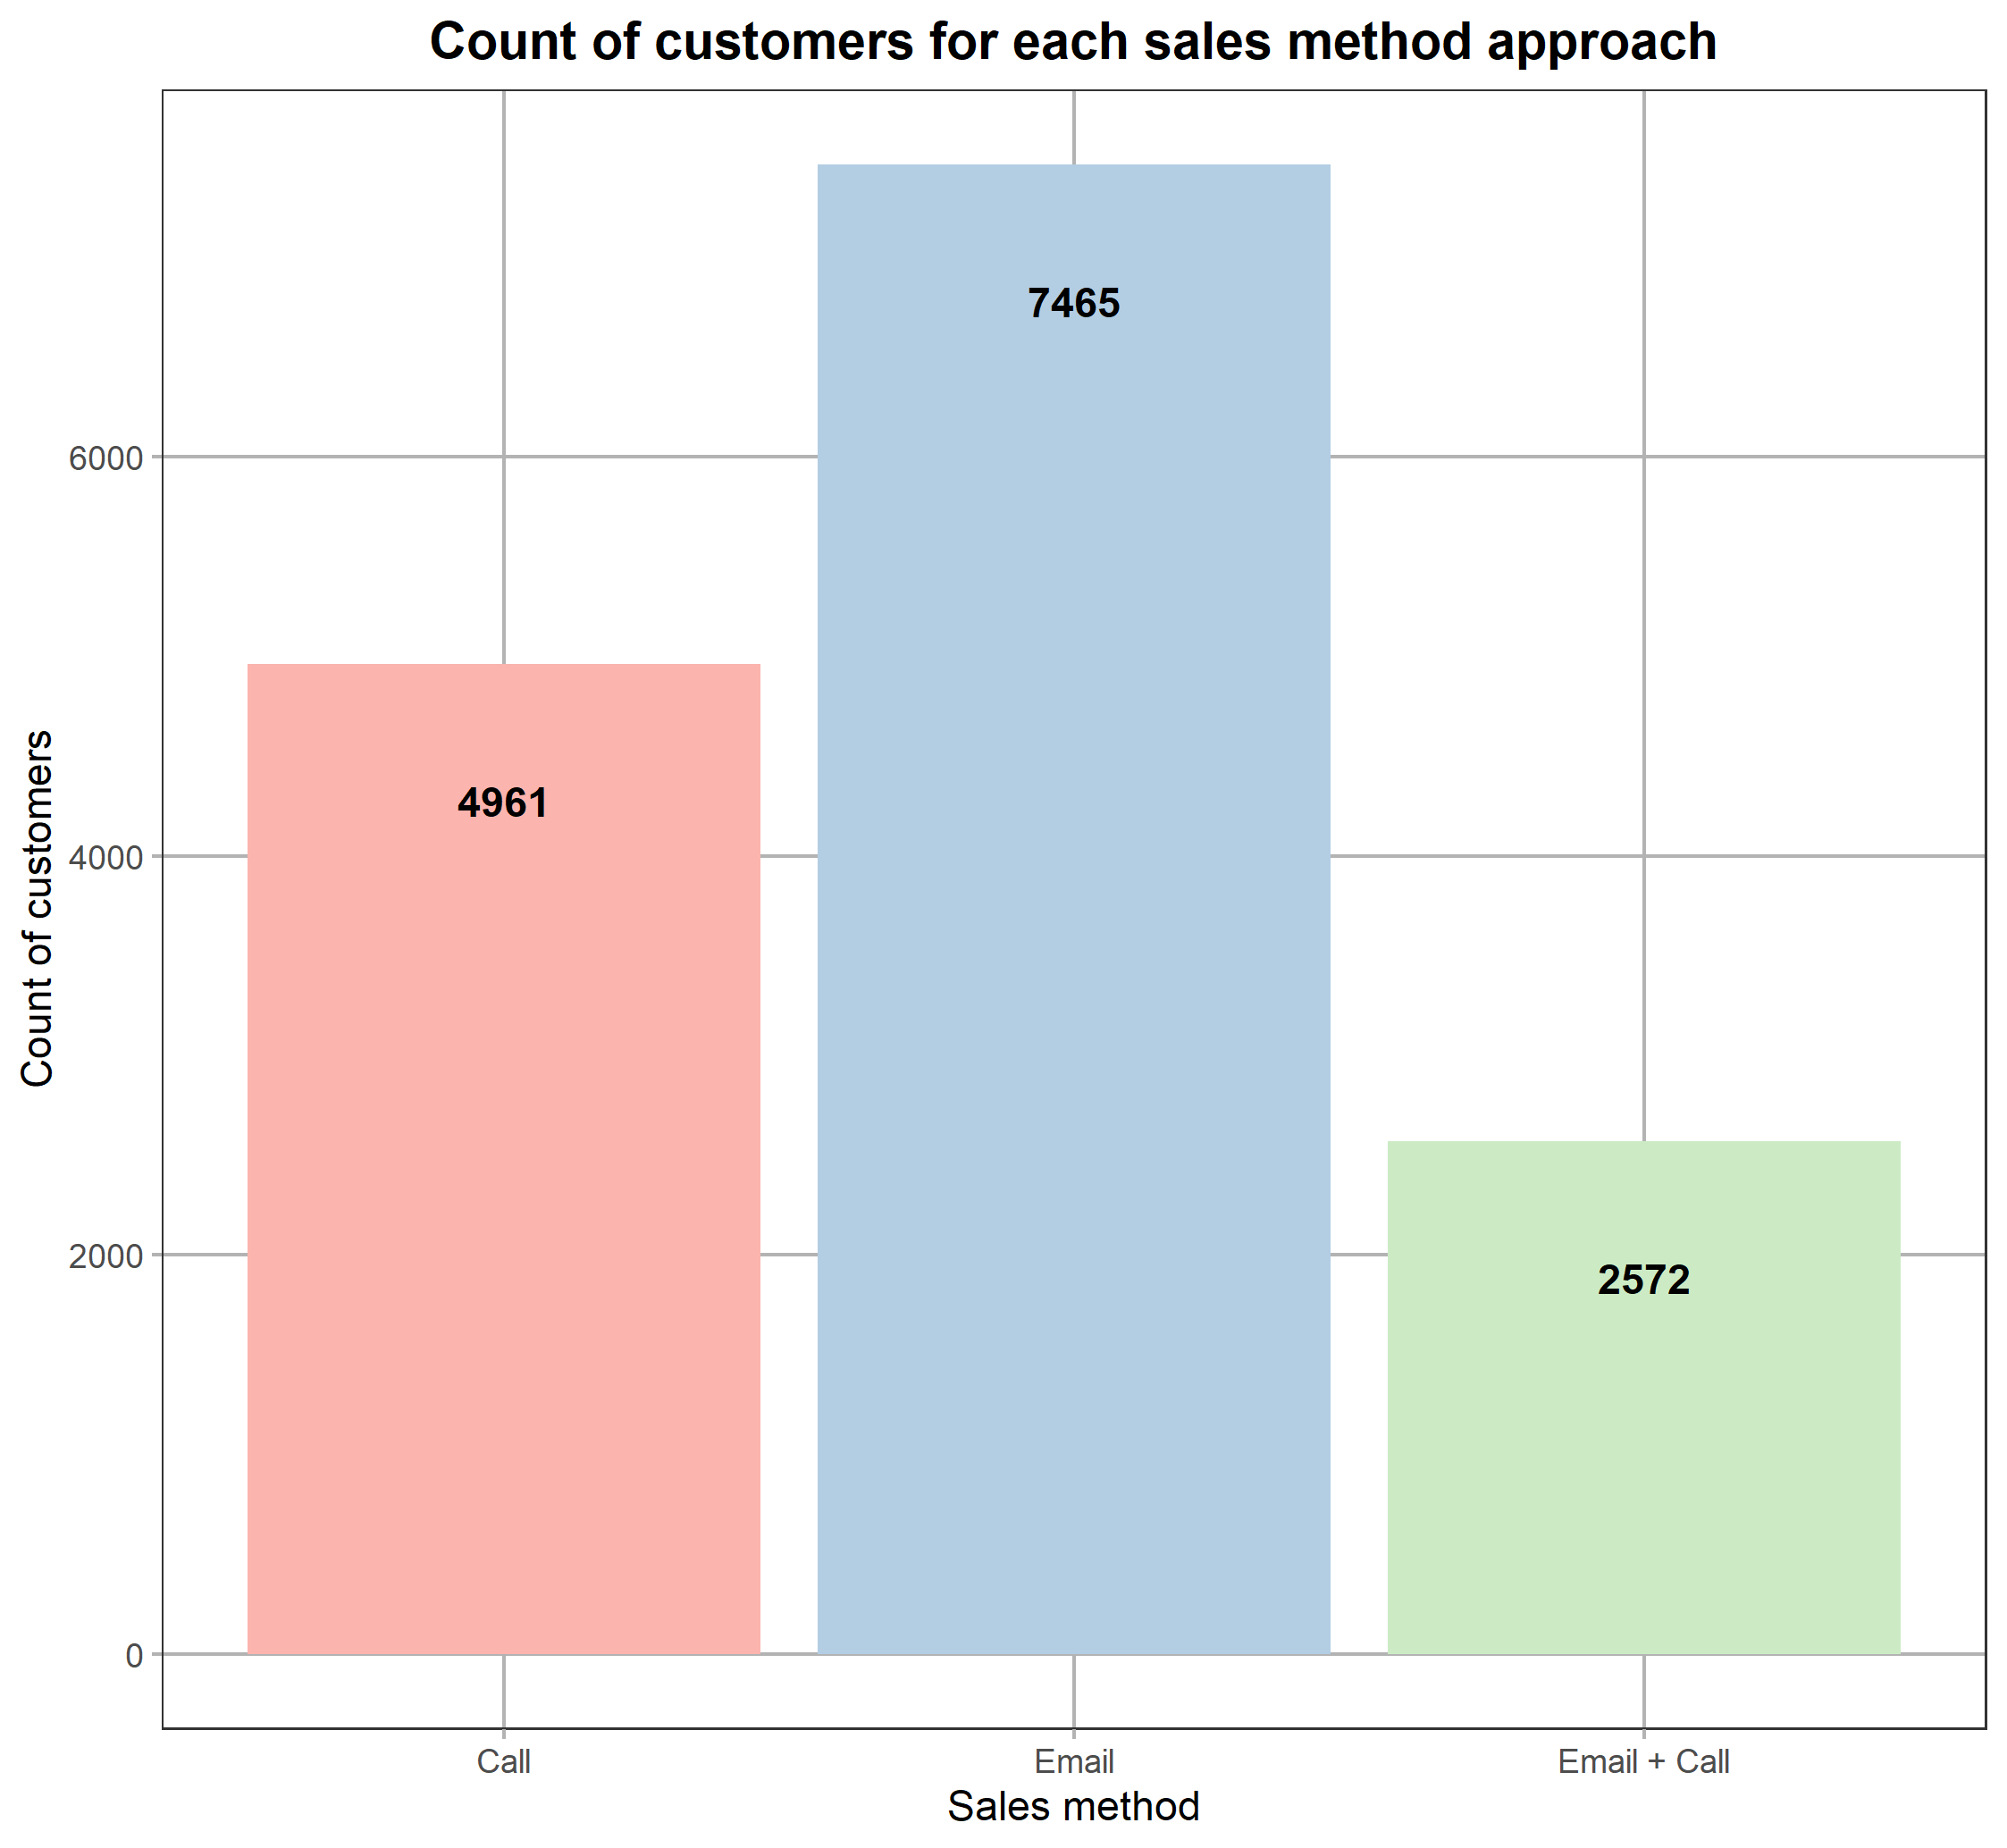 Count of customers for each sales method approach
Count of customers
6000
4000
2000
0
4961
7465
2572
Call
Email
Email + Call
Sales method